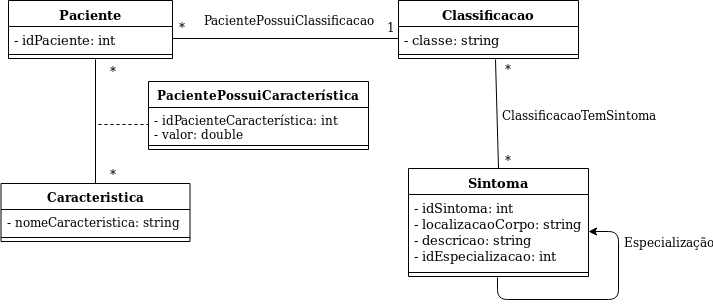 Paciente
- idPaciente: int
*
PacientePossuiClassificacao
1
Classificacao
- classe: string
*
*
PacientePossuiCaracterística
- idPacienteCaracterística: int
- valor: double
ClassificacaoTemSintoma
*
*
Caracteristica
- nomeCaracteristica: string
Sintoma
- idSintoma: int
- localizacaoCorpo: string
- descricao: string
- idEspecializacao: int
Especialização